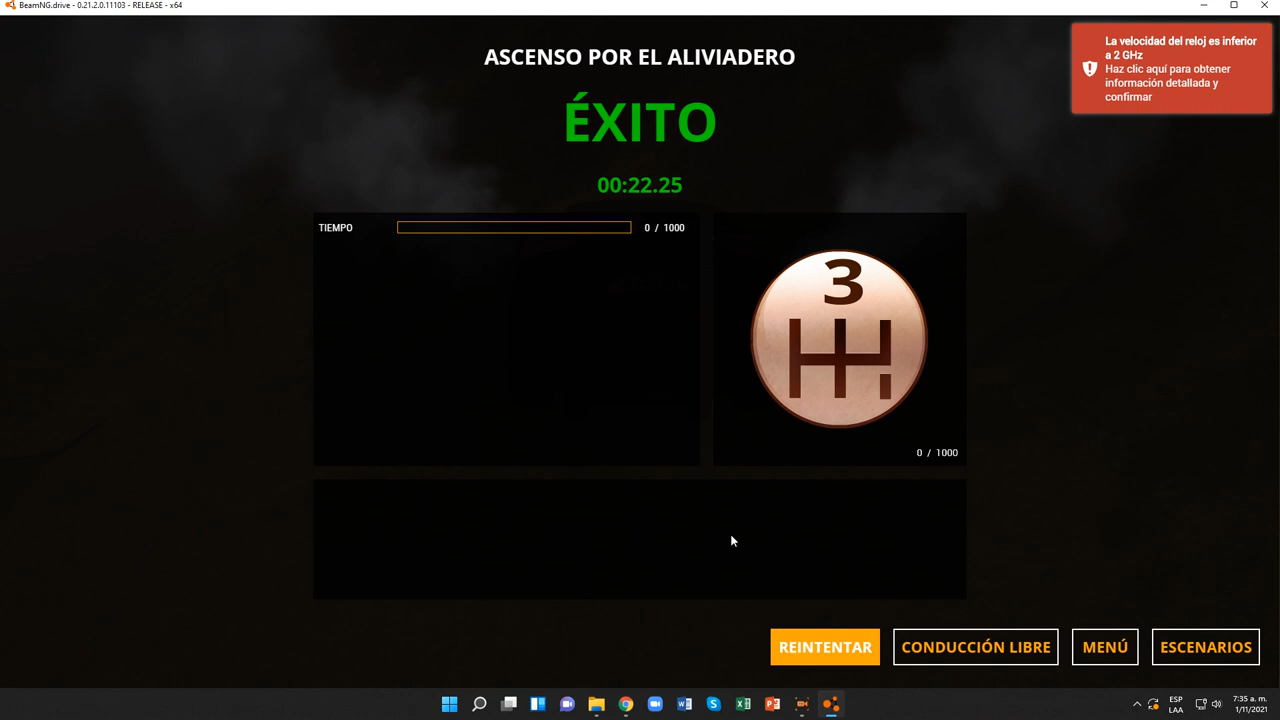 BeamNG.drive - 0.21.2.0.11103 - RELEASE - x64
ASCENSO POR EL ALIVIADERO
ÉXITO
00:22.25
La velocidad del reloj es inferior
a 2 GHz
Haz clic aquí para obtener
información detallada y
confirmar
TIEMPO 0 / 1000
3
0 / 1000
REINTENTAR CONDUCCIÓN LIBRE MENÚ ESCENARIOS
ESP
LAA
7:35 a. m.
1/11/2021